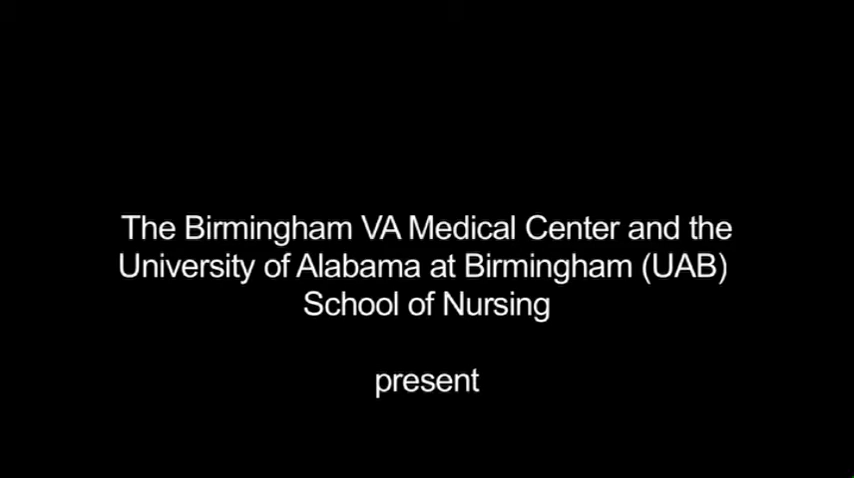 The Birmingham VA Medical Center and the
University of Alabama at Birmingham (UAB)
School of Nursing
present